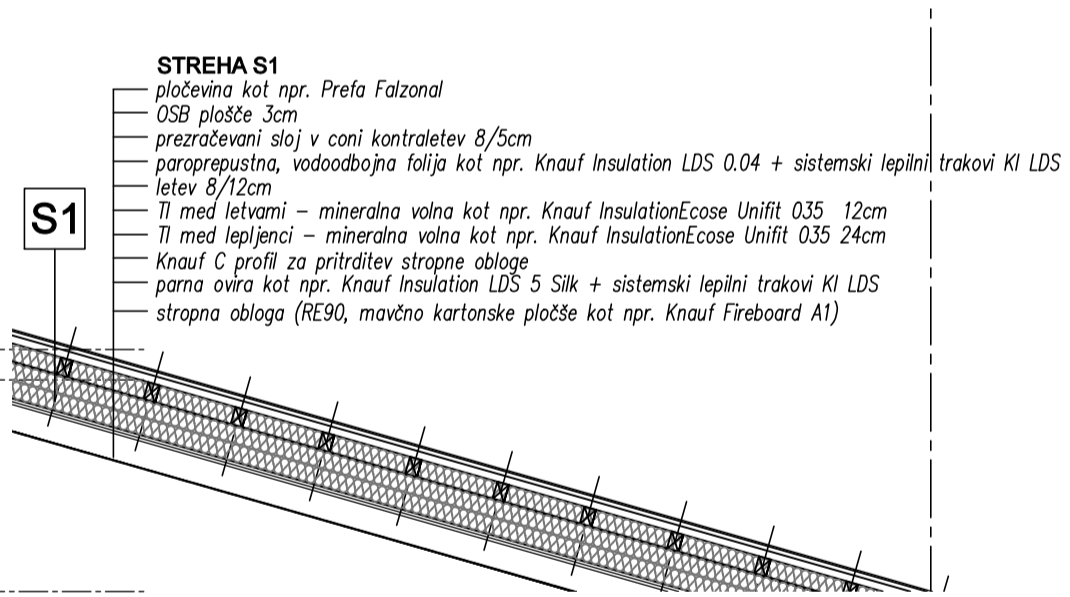 STREHA S1
pločevina kot npr. Prefa Falzonal
OSB plošče 3cm
prezračevani sloj v coni kontraletev 8/5cm
paroprepustna, vodoodbojna folija kot npr. Knauf Insulation LDS 0.04 + sistemski lepilni trakovi KI LDS
letev 8/12cm
S1
TI med letvami – mineralna volna kot npr. Knauf InsulationEcose Unifit 035 12cm
TI med lepljenci – mineralna volna kot npr. Knauf InsulationEcose Unifit 035 24cm
Knauf C profil za pritrditev stropne obloge
parna ovira kot npr. Knauf Insulation LDS 5 Silk + sistemski lepilni trakovi KI LDS
stropna obloga (RE90, mavčno kartonske pločše kot npr. Knauf Fireboard A1)